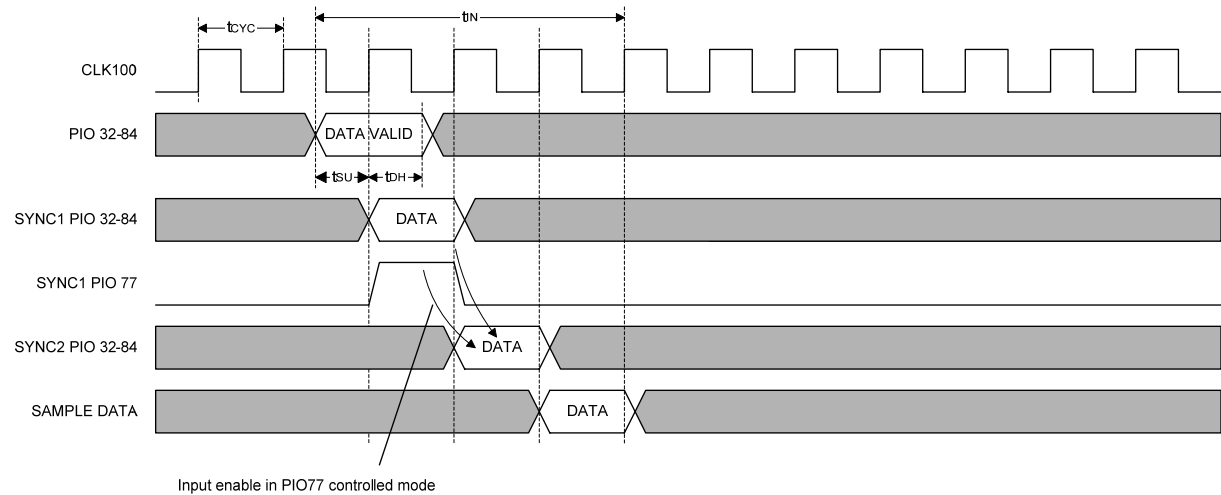 tCYC
tIN
CLK100
PIO 32-84
DATA VALID
tSU
tDH
SYNC1 PIO 32-84
DATA
SYNC1 PIO 77
SYNC2 PIO 32-84
DATA
SAMPLE DATA
DATA
Input enable in PIO77 controlled mode